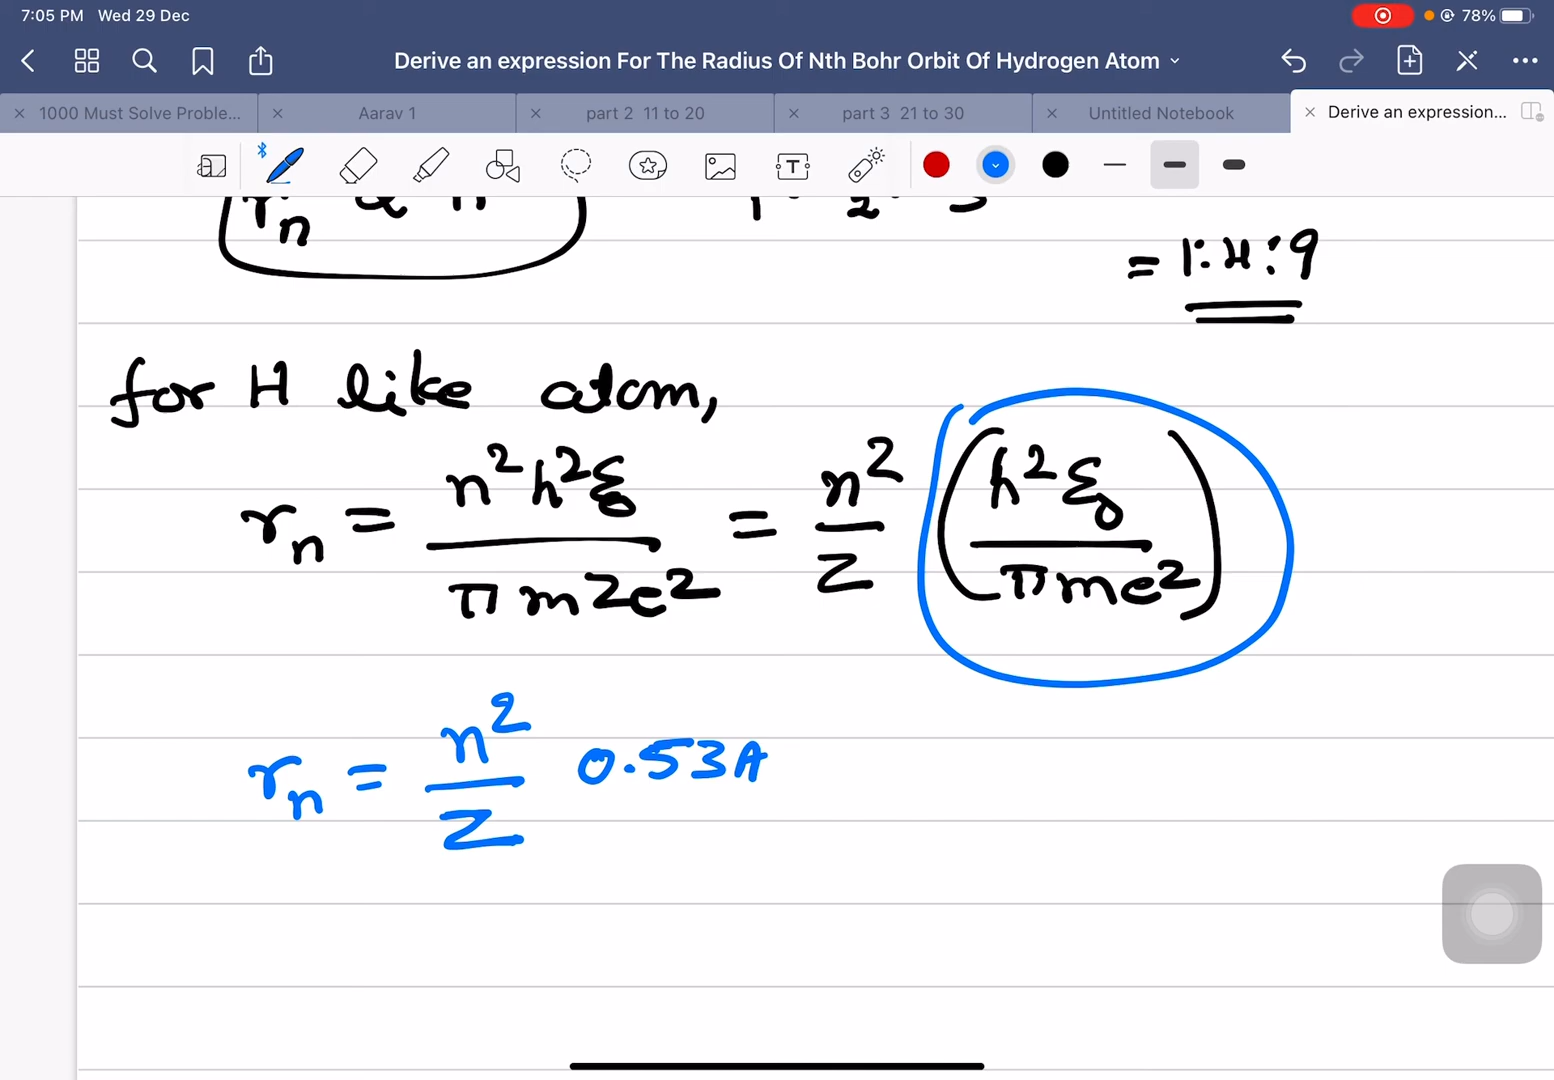 7:05 PM Wed 29 Dec
78%
Derive an expression For The Radius Of Nth Bohr Orbit Of Hydrogen Atom
1000 Must Solve Proble...
Aarav 1
part 2 11 to 20
part 3 21 to 30
Untitled Notebook
Derive an expression...
= 1:4:9
for H like atom,
rₙ = n²h²ε₀ / πmZe² = n²/Z (h²ε₀ / πme²)
rₙ = n²/Z 0.53A